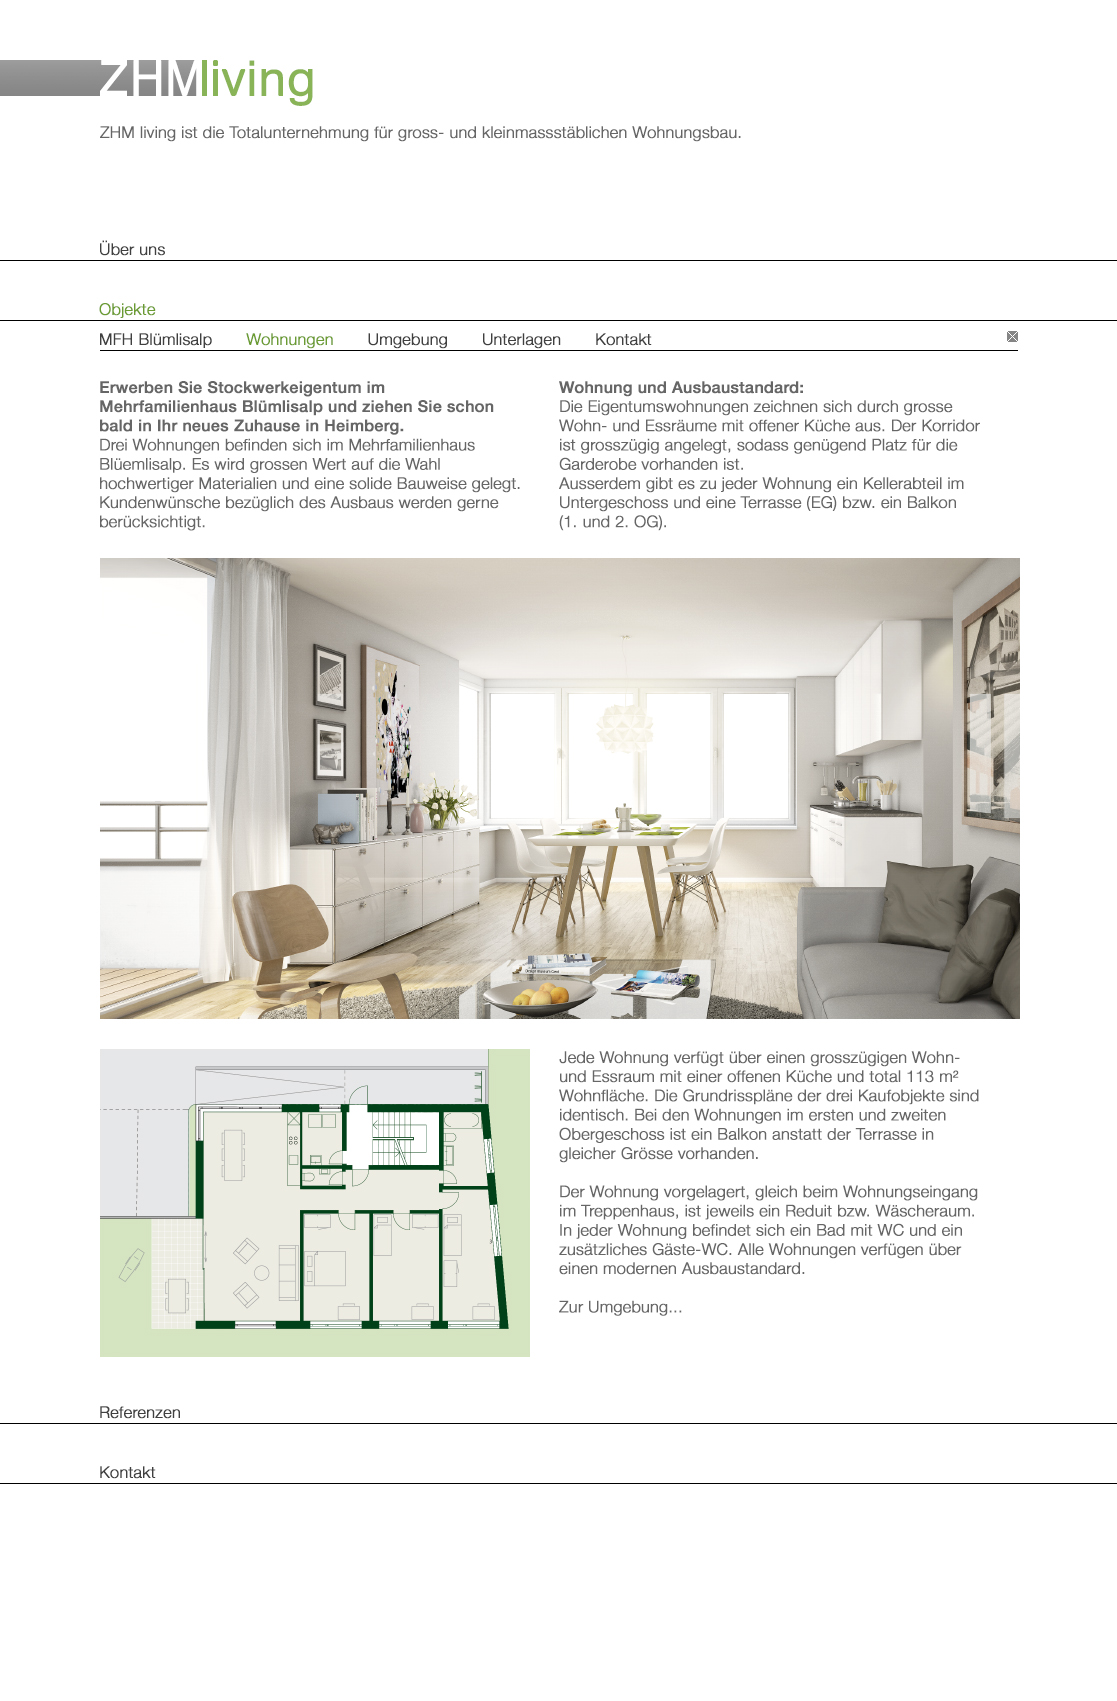 ZHMliving
ZHM living ist die Totalunternehmung für gross- und kleinmassstäblichen Wohnungsbau.
Über uns
Objekte
MFH Blümlisalp Wohnungen Umgebung Unterlagen Kontakt
Erwerben Sie Stockwerkeigentum im
Mehrfamilienhaus Blümlisalp und ziehen Sie schon
bald in Ihr neues Zuhause in Heimberg.
Drei Wohnungen befinden sich im Mehrfamilienhaus
Blüemlisalp. Es wird grossen Wert auf die Wahl
hochwertiger Materialien und eine solide Bauweise gelegt.
Kundenwünsche bezüglich des Ausbaus werden gerne
berücksichtigt.
Wohnung und Ausbaustandard:
Die Eigentumswohnungen zeichnen sich durch grosse
Wohn- und Essräume mit offener Küche aus. Der Korridor
ist grosszügig angelegt, sodass genügend Platz für die
Garderobe vorhanden ist.
Ausserdem gibt es zu jeder Wohnung ein Kellerabteil im
Untergeschoss und eine Terrasse (EG) bzw. ein Balkon
(1. und 2. OG).
Jede Wohnung verfügt über einen grosszügigen Wohn-
und Essraum mit einer offenen Küche und total 113 m²
Wohnfläche. Die Grundrisspläne der drei Kaufobjekte sind
identisch. Bei den Wohnungen im ersten und zweiten
Obergeschoss ist ein Balkon anstatt der Terrasse in
gleicher Grösse vorhanden.
Der Wohnung vorgelagert, gleich beim Wohnungseingang
im Treppenhaus, ist jeweils ein Reduit bzw. Wäscheraum.
In jeder Wohnung befindet sich ein Bad mit WC und ein
zusätzliches Gäste-WC. Alle Wohnungen verfügen über
einen modernen Ausbaustandard.
Zur Umgebung...
Referenzen
Kontakt